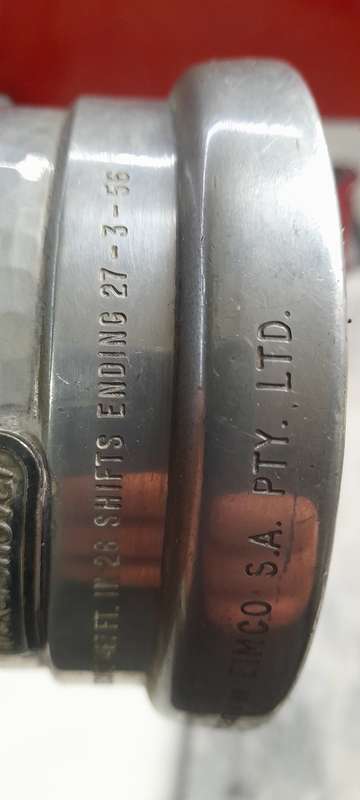 FT. IN 26 SHIFTS ENDING 27-3-56
EIMCO S.A. PTY. LTD.